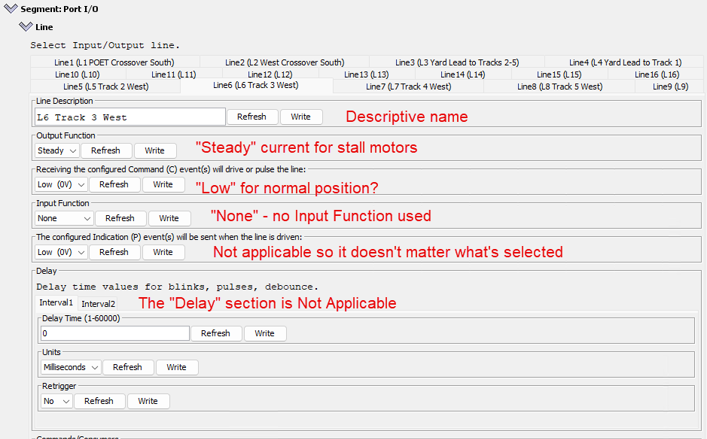 Segment: Port I/O
Line
Select Input/Output line.
Line1 (L1 POET Crossover South) Line2 (L2 West Crossover South) Line3 (L3 Yard Lead to Tracks 2-5) Line4 (L4 Yard Lead to Track 1)
Line10 (L10) Line11 (L11) Line12 (L12) Line13 (L13) Line14 (L14) Line15 (L15) Line16 (L16)
Line5 (L5 Track 2 West) Line6 (L6 Track 3 West) Line7 (L7 Track 4 West) Line8 (L8 Track 5 West) Line9 (L9)
Line Description
L6 Track 3 West Refresh Write Descriptive name
Output Function
Steady Refresh Write "Steady" current for stall motors
Receiving the configured Command (C) event(s) will drive or pulse the line:
Low (0V) Refresh Write "Low" for normal position?
Input Function
None Refresh Write "None" - no Input Function used
The configured Indication (P) event(s) will be sent when the line is driven:
Low (0V) Refresh Write Not applicable so it doesn't matter what's selected
Delay
Delay time values for blinks, pulses, debounce.
Interval1 Interval2 The "Delay" section is Not Applicable
Delay Time (1-60000)
0 Refresh Write
Units
Milliseconds Refresh Write
Retrigger
No Refresh Write
Commands/Consumers